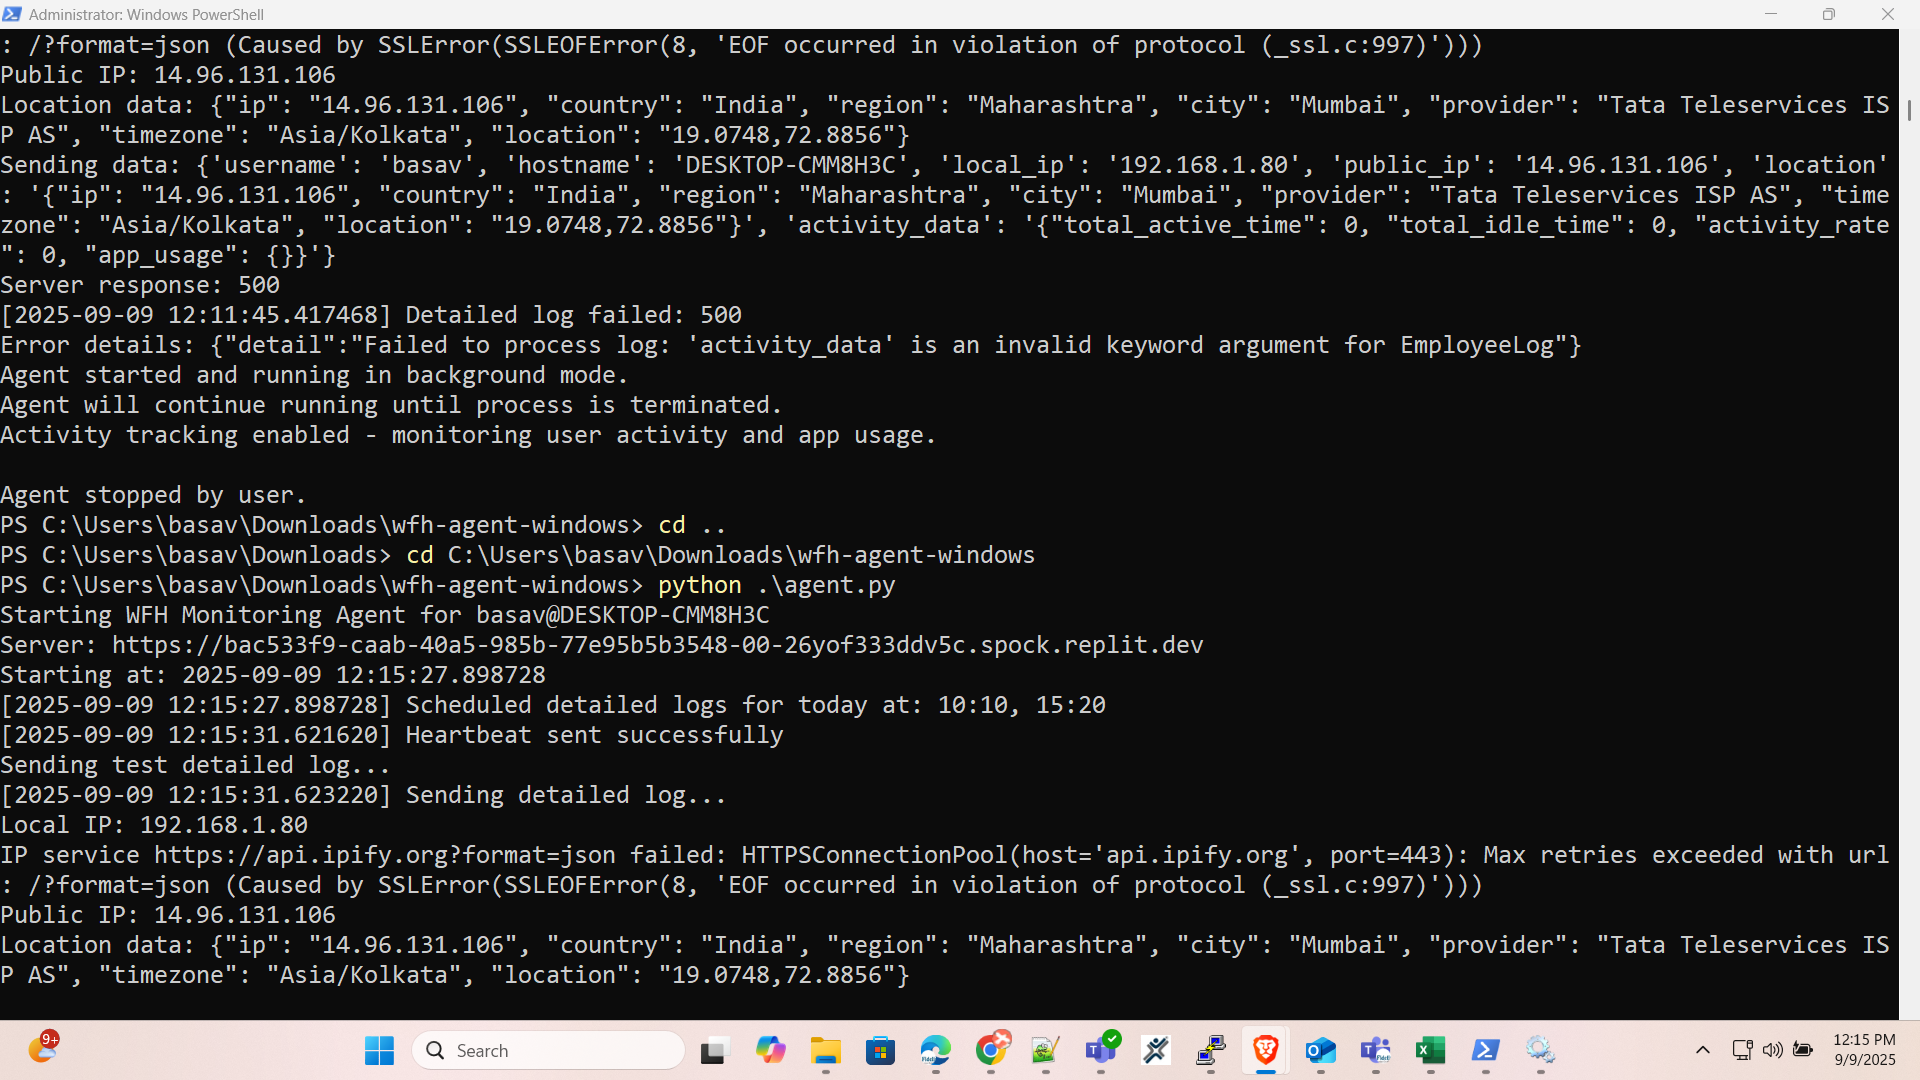 Administrator: Windows PowerShell
: /?format=json (Caused by SSLError(SSLEOFError(8, 'EOF occurred in violation of protocol (_ssl.c:997)')))
Public IP: 14.96.131.106
Location data: {"ip": "14.96.131.106", "country": "India", "region": "Maharashtra", "city": "Mumbai", "provider": "Tata Teleservices IS
P AS", "timezone": "Asia/Kolkata", "location": "19.0748,72.8856"}
Sending data: {'username': 'basav', 'hostname': 'DESKTOP-CMM8H3C', 'local_ip': '192.168.1.80', 'public_ip': '14.96.131.106', 'location'
: '{"ip": "14.96.131.106", "country": "India", "region": "Maharashtra", "city": "Mumbai", "provider": "Tata Teleservices ISP AS", "time
zone": "Asia/Kolkata", "location": "19.0748,72.8856"}', 'activity_data': '{"total_active_time": 0, "total_idle_time": 0, "activity_rate
": 0, "app_usage": {}}'}
Server response: 500
[2025-09-09 12:11:45.417468] Detailed log failed: 500
Error details: {"detail":"Failed to process log: 'activity_data' is an invalid keyword argument for EmployeeLog"}
Agent started and running in background mode.
Agent will continue running until process is terminated.
Activity tracking enabled - monitoring user activity and app usage.
Agent stopped by user.
PS C:\Users\basav\Downloads\wfh-agent-windows> cd ..
PS C:\Users\basav\Downloads> cd C:\Users\basav\Downloads\wfh-agent-windows
PS C:\Users\basav\Downloads\wfh-agent-windows> python .\agent.py
Starting WFH Monitoring Agent for basav@DESKTOP-CMM8H3C
Server: https://bac533f9-caab-40a5-985b-77e95b5b3548-00-26yof333ddv5c.spock.replit.dev
Starting at: 2025-09-09 12:15:27.898728
[2025-09-09 12:15:27.898728] Scheduled detailed logs for today at: 10:10, 15:20
[2025-09-09 12:15:31.621620] Heartbeat sent successfully
Sending test detailed log...
[2025-09-09 12:15:31.623220] Sending detailed log...
Local IP: 192.168.1.80
IP service https://api.ipify.org?format=json failed: HTTPSConnectionPool(host='api.ipify.org', port=443): Max retries exceeded with url
: /?format=json (Caused by SSLError(SSLEOFError(8, 'EOF occurred in violation of protocol (_ssl.c:997)')))
Public IP: 14.96.131.106
Location data: {"ip": "14.96.131.106", "country": "India", "region": "Maharashtra", "city": "Mumbai", "provider": "Tata Teleservices IS
P AS", "timezone": "Asia/Kolkata", "location": "19.0748,72.8856"}
9+
Search
12:15 PM
9/9/2025